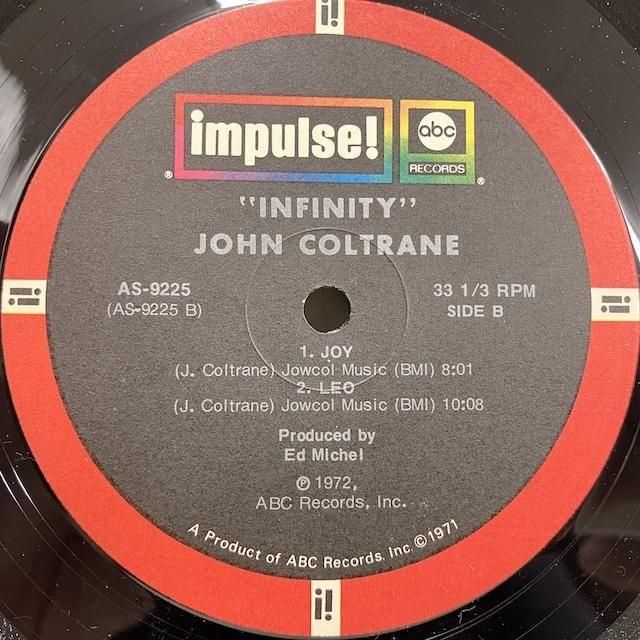 i!
impulse!
abc
RECORDS
® ®
"INFINITY"
JOHN COLTRANE
AS-9225
(AS-9225 B)
33 1/3 RPM
SIDE B
i!
i!
1. JOY
(J. Coltrane) Jowcol Music (BMI) 8:01
2. LEO
(J. Coltrane) Jowcol Music (BMI) 10:08
Produced by
Ed Michel
℗ 1972,
ABC Records, Inc.
A Product of ABC Records, Inc. ©1971
i!